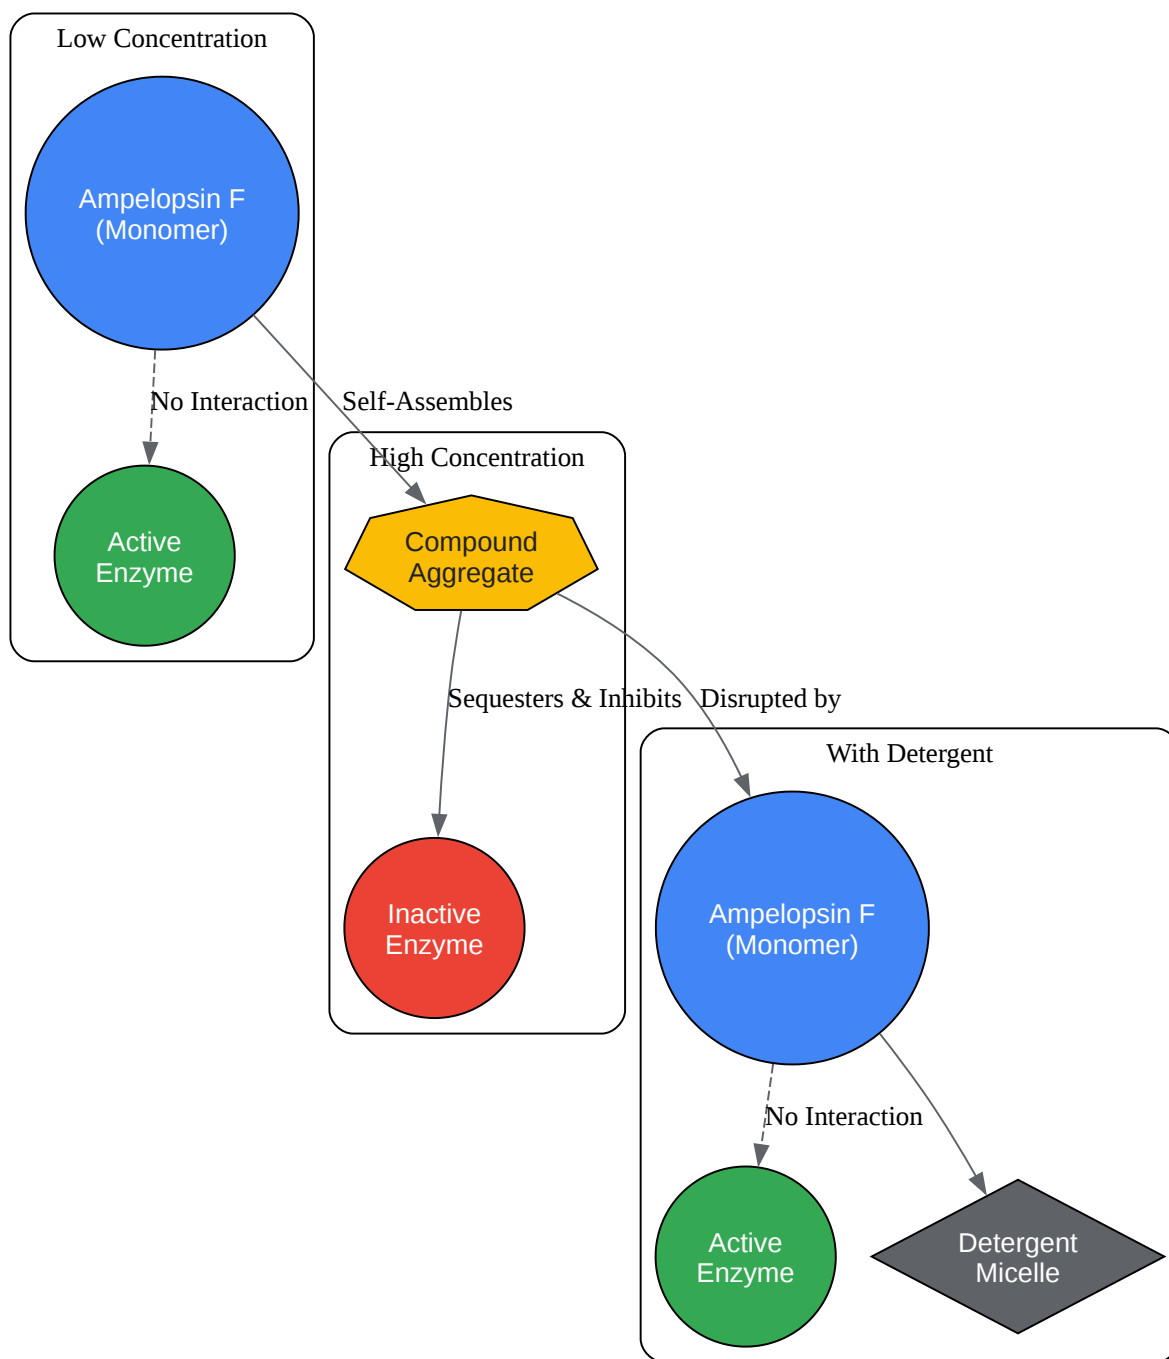 Low Concentration
Ampelopsin F
(Monomer)
No Interaction
Self-Assembles
Active
Enzyme
High Concentration
Compound
Aggregate
Sequesters & Inhibits
Disrupted by
Inactive
Enzyme
With Detergent
Ampelopsin F
(Monomer)
No Interaction
Active
Enzyme
Detergent
Micelle